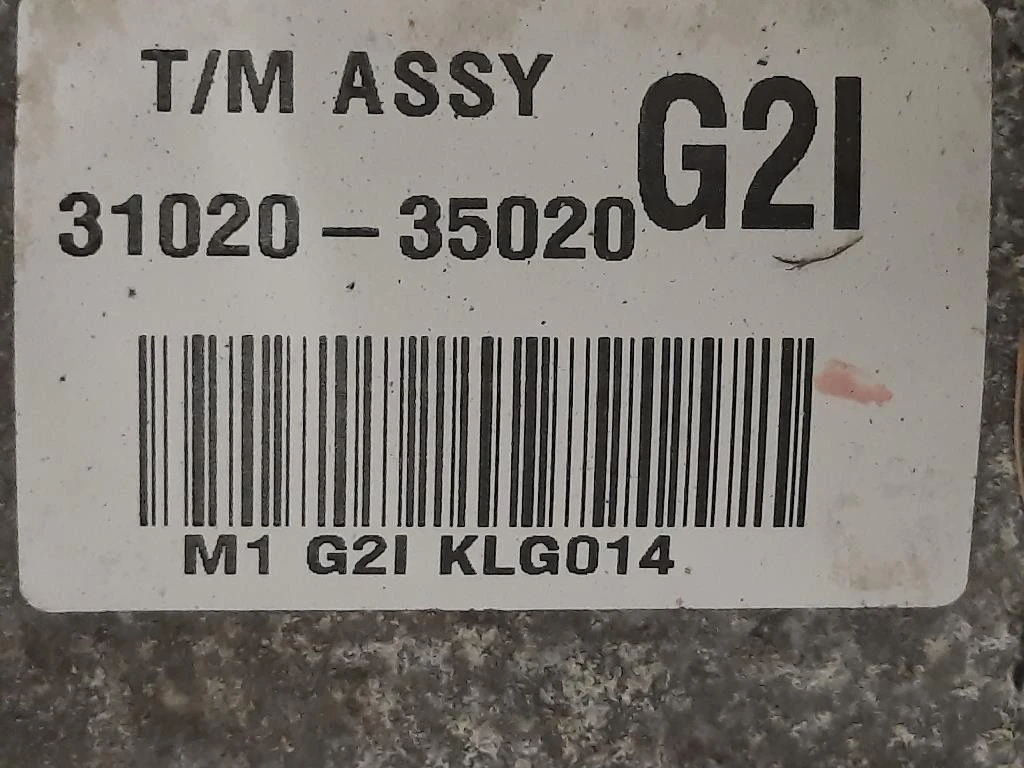 T/M ASSY
G2I
31020-35020
M1 G2I KLG014